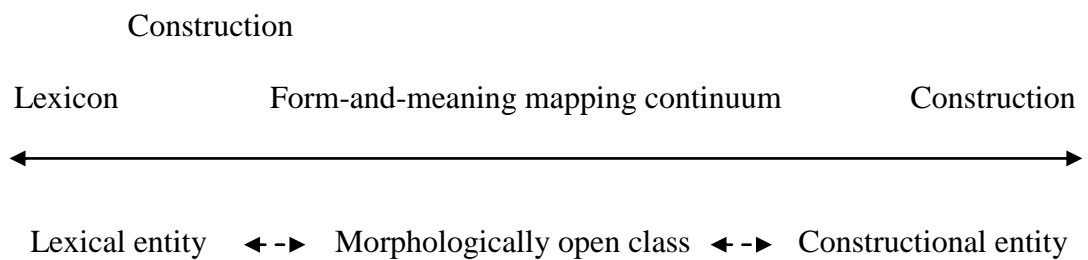 Construction
Lexicon Form-and-meaning mapping continuum Construction
Lexical entity Morphologically open class Constructional entity